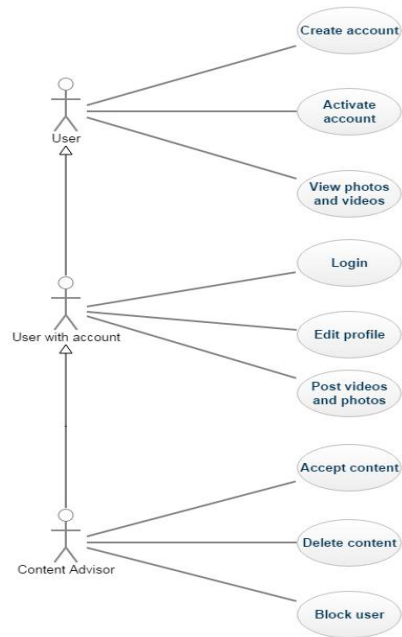 Create account
Activate
account
User
View photos
and videos
Login
User with account
Edit profile
Post videos
and photos
Accept content
Content Advisor
Delete content
Block user